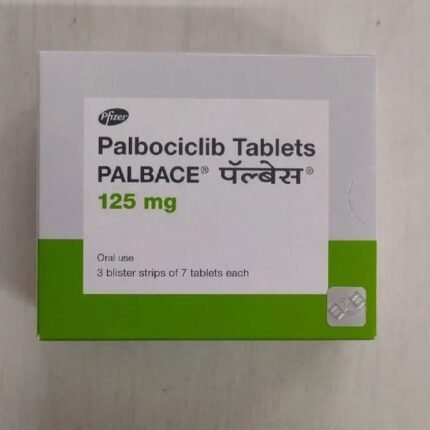 Pfizer
Palbociclib Tablets
PALBACE® पॅल्बेस®
125 mg
Oral use
3 blister strips of 7 tablets each